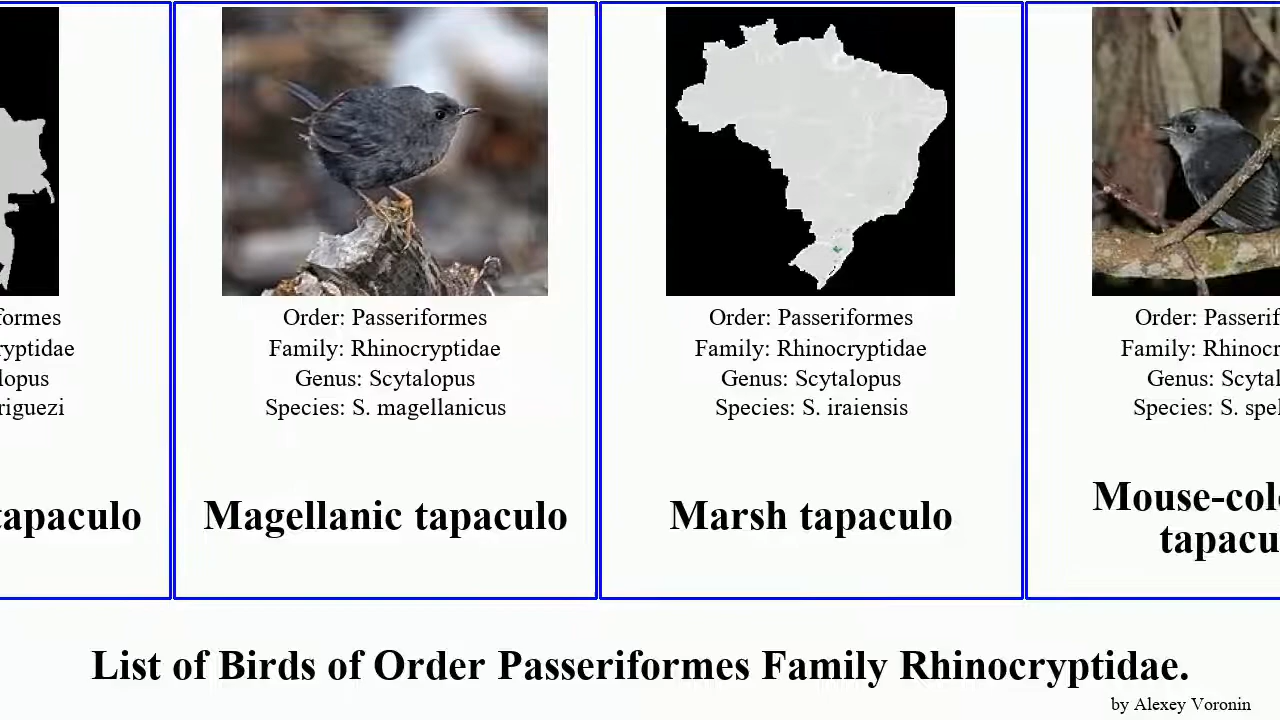 formes
ryptidae
lopus
riguezi
tapaculo
Order: Passeriformes
Family: Rhinocryptidae
Genus: Scytalopus
Species: S. magellanicus
Magellanic tapaculo
Order: Passeriformes
Family: Rhinocryptidae
Genus: Scytalopus
Species: S. iraiensis
Marsh tapaculo
Order: Passerif
Family: Rhinocr
Genus: Scytal
Species: S. spel
Mouse-col
tapacu
List of Birds of Order Passeriformes Family Rhinocryptidae.
by Alexey Voronin